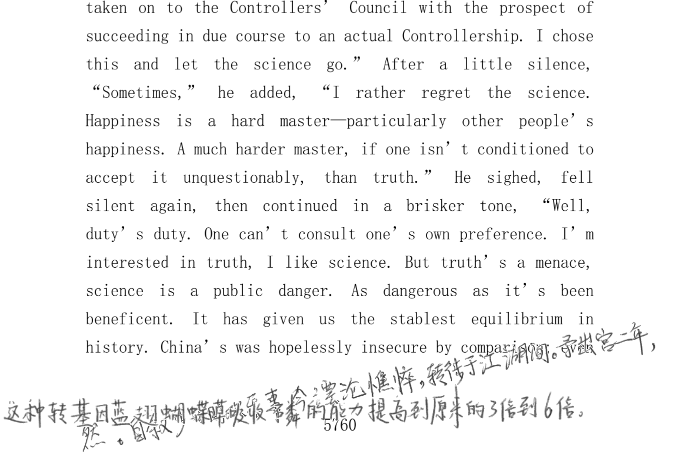 taken on to the Controllers’ Council with the prospect of
succeeding in due course to an actual Controllership. I chose
this and let the science go.” After a little silence,
“Sometimes,” he added, “I rather regret the science.
Happiness is a hard master—particularly other people’s
happiness. A much harder master, if one isn’t conditioned to
accept it unquestionably, than truth.” He sighed, fell
silent again, then continued in a brisker tone, “Well,
duty’s duty. One can’t consult one’s own preference. I’m
interested in truth, I like science. But truth’s a menace,
science is a public danger. As dangerous as it’s been
beneficent. It has given us the stablest equilibrium in
history. China’s was hopelessly insecure by
然。自叙 今漂沦憔悴，转徙于江湖间。予出官二年，
这种转基因蓝翅蝴蝶 的能力提高到原来的3倍到6倍。
5760